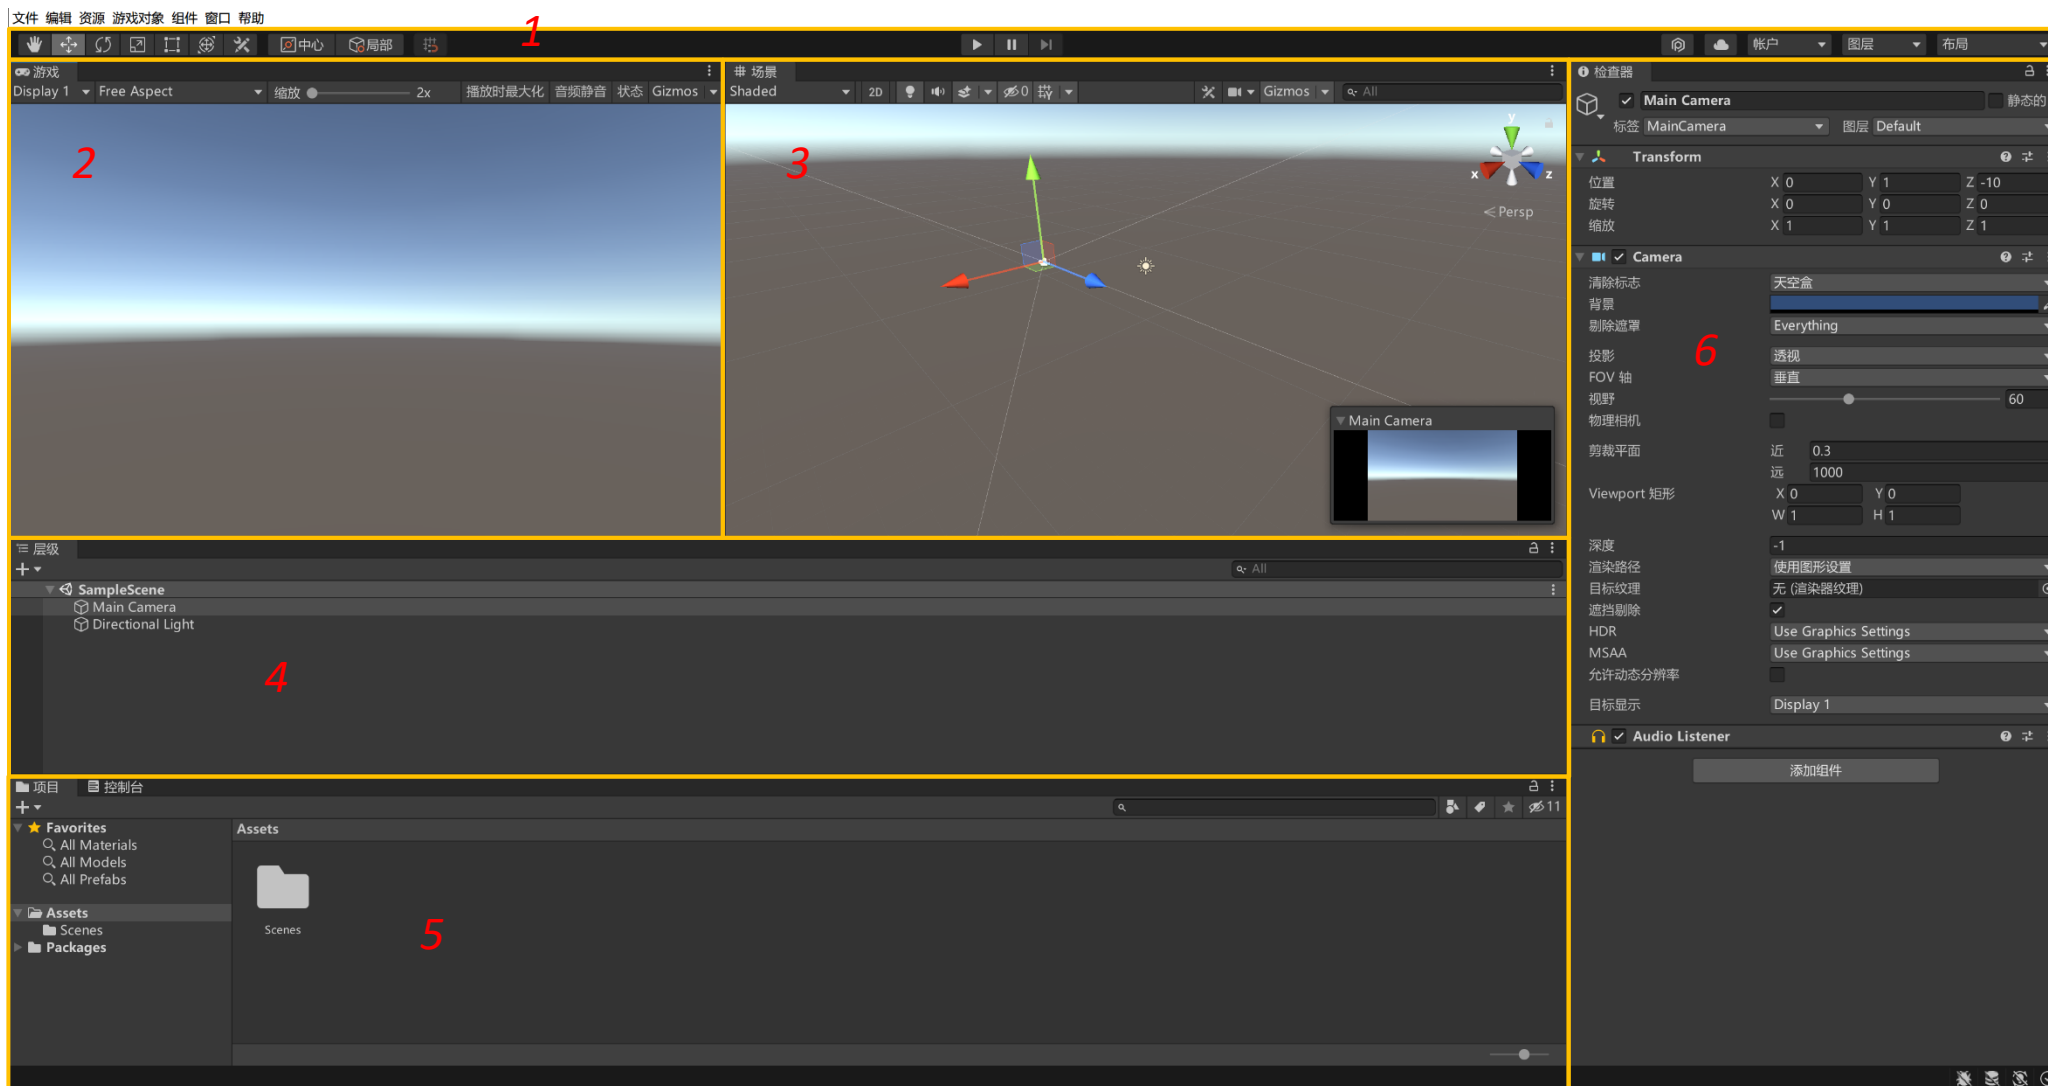 文件 编辑 资源 游戏对象 组件 窗口 帮助
1
中心 局部 帐户 图层 布局
游戏
Display 1 Free Aspect 缩放 2x 播放时最大化 音频静音 状态 Gizmos
2
场景
Shaded 2D 0 Gizmos All
3
y
x z
Persp
Main Camera
层级
All
SampleScene
Main Camera
Directional Light
4
项目 控制台
11
Favorites
All Materials
All Models
All Prefabs
Assets
Scenes
Packages
Assets
Scenes
5
检查器
Main Camera 静态的
标签 MainCamera 图层 Default
Transform
位置 X 0 Y 1 Z -10
旋转 X 0 Y 0 Z 0
缩放 X 1 Y 1 Z 1
Camera
清除标志 天空盒
背景
剔除遮罩 Everything
6
投影 透视
FOV 轴 垂直
视野 60
物理相机
剪裁平面 近 0.3
远 1000
Viewport 矩形 X 0 Y 0
W 1 H 1
深度 -1
渲染路径 使用图形设置
目标纹理 无 (渲染器纹理)
遮挡剔除
HDR Use Graphics Settings
MSAA Use Graphics Settings
允许动态分辨率
目标显示 Display 1
Audio Listener
添加组件